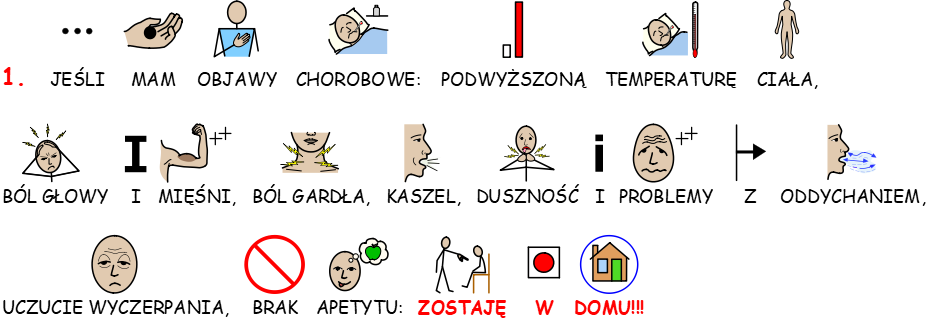 1. JEŚLI MAM OBJAWY CHOROBOWE: PODWYŻSZONĄ TEMPERATURĘ CIAŁA,
BÓL GŁOWY I MIĘŚNI, BÓL GARDŁA, KASZEL, DUSZNOŚĆ I PROBLEMY Z ODDYCHANIEM,
UCZUCIE WYCZERPANIA, BRAK APETYTU: ZOSTAJĘ W DOMU!!!